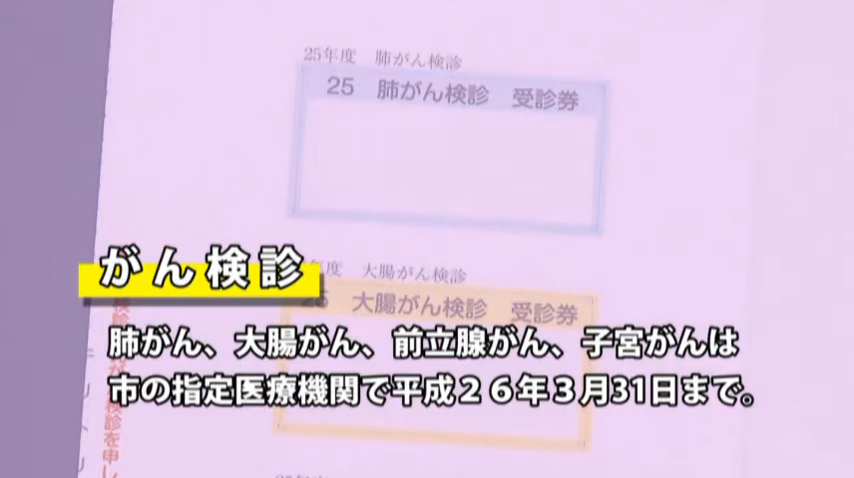 25年度 肺がん検診
25 肺がん検診 受診券
がん検診
年度 大腸がん検診
25 大腸がん検診 受診券
肺がん、大腸がん、前立腺がん、子宮がんは
市の指定医療機関で平成２６年３月31日まで。